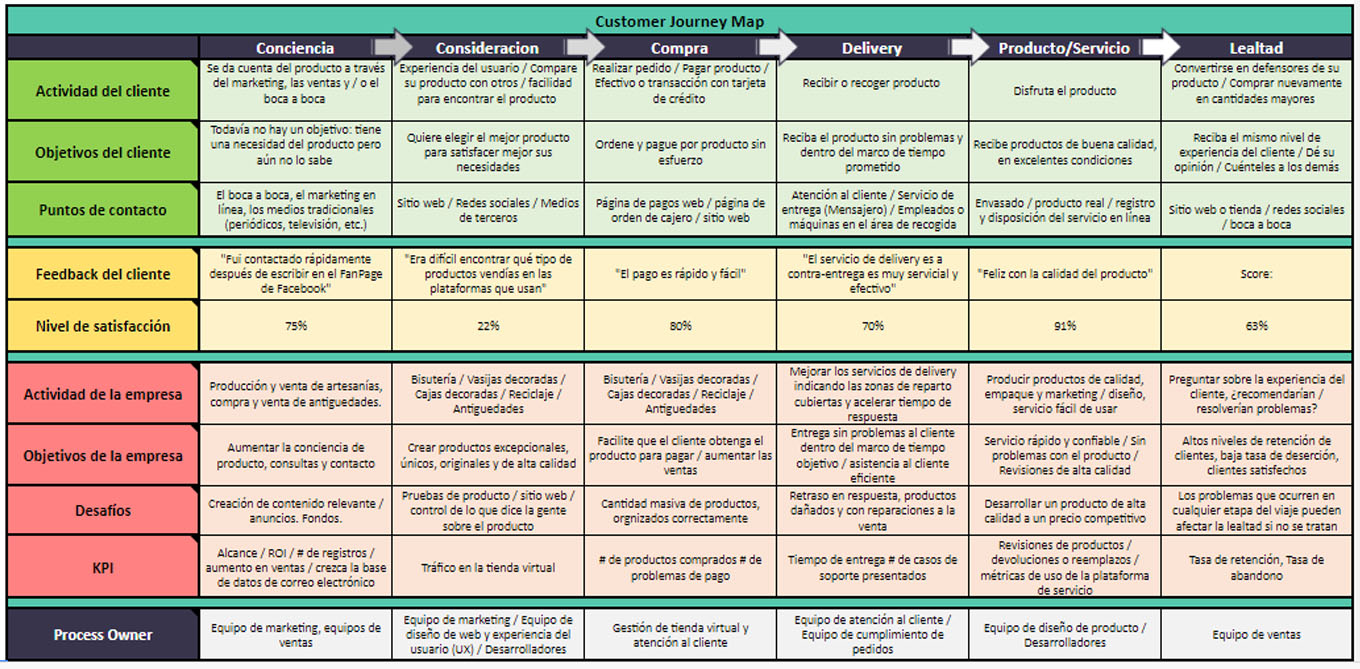 Customer Journey Map
Conciencia
Consideracion
Compra
Delivery
Producto/Servicio
Lealtad
Actividad del cliente
Se da cuenta del producto a través
del marketing, las ventas y / o el
boca a boca
Experiencia del usuario / Compare
su producto con otros / facilidad
para encontrar el producto
Realizar pedido / Pagar producto /
Efectivo o transacción con tarjeta
de crédito
Recibir o recoger producto
Disfruta el producto
Convertirse en defensores de su
producto / Comprar nuevamente
en cantidades mayores
Objetivos del cliente
Todavía no hay un objetivo: tiene
una necesidad del producto pero
aún no lo sabe
Quiere elegir el mejor producto
para satisfacer mejor sus
necesidades
Ordene y pague por producto sin
esfuerzo
Reciba el producto sin problemas y
dentro del marco de tiempo
prometido
Recibe productos de buena calidad,
en excelentes condiciones
Reciba el mismo nivel de
experiencia del cliente / Dé su
opinión / Cuénteles a los demás
Puntos de contacto
El boca a boca, el marketing en
línea, los medios tradicionales
(periódicos, televisión, etc.)
Sitio web / Redes sociales / Medios
de terceros
Página de pagos web / página de
orden de cajero / sitio web
Atención al cliente / Servicio de
entrega (Mensajero) / Empleados o
máquinas en el área de recogida
Envasado / producto real / registro
y disposición del servicio en línea
Sitio web o tienda / redes sociales
/ boca a boca
Feedback del cliente
"Fui contactado rápidamente
después de escribir en el FanPage
de Facebook"
"Era difícil encontrar qué tipo de
productos vendías en las
plataformas que usan"
"El pago es rápido y fácil"
"El servicio de delivery es a
contra-entrega es muy servicial y
efectivo"
"Feliz con la calidad del producto"
Score:
Nivel de satisfacción
75%
22%
80%
70%
91%
63%
Actividad de la empresa
Producción y venta de artesanías,
compra y venta de antiguedades.
Bisutería / Vasijas decoradas /
Cajas decoradas / Reciclaje /
Antiguedades
Bisutería / Vasijas decoradas /
Cajas decoradas / Reciclaje /
Antiguedades
Mejorar los servicios de delivery
indicando las zonas de reparto
cubiertas y acelerar tiempo de
respuesta
Producir productos de calidad,
empaque y marketing / diseño,
servicio fácil de usar
Preguntar sobre la experiencia del
cliente, ¿recomendarían /
resolverían problemas?
Objetivos de la empresa
Aumentar la conciencia de
producto, consultas y contacto
Crear productos excepcionales,
únicos, originales y de alta calidad
Facilite que el cliente obtenga el
producto para pagar / aumentar las
ventas
Entrega sin problemas al cliente
dentro del marco de tiempo
objetivo / asistencia al cliente
eficiente
Servicio rápido y confiable / Sin
problemas con el producto /
Revisiones de alta calidad
Altos niveles de retención de
clientes, baja tasa de deserción,
clientes satisfechos
Desafíos
Creación de contenido relevante /
anuncios. Fondos.
Pruebas de producto / sitio web /
control de lo que dice la gente
sobre el producto
Cantidad masiva de productos,
orgnizados correctamente
Retraso en respuesta, productos
dañados y con reparaciones a la
venta
Desarrollar un producto de alta
calidad a un precio competitivo
Los problemas que ocurren en
cualquier etapa del viaje pueden
afectar la lealtad si no se tratan
KPI
Alcance / ROI / # de registros /
aumento en ventas / crezca la base
de datos de correo electrónico
Tráfico en la tienda virtual
# de productos comprados # de
problemas de pago
Tiempo de entrega # de casos de
soporte presentados
Revisiones de productos /
devoluciones o reemplazos /
métricas de uso de la plataforma
de servicio
Tasa de retención, Tasa de
abandono
Process Owner
Equipo de marketing, equipos de
ventas
Equipo de marketing / Equipo de
diseño de web y experiencia del
usuario (UX) / Desarrolladores
Gestión de tienda virtual y
atención al cliente
Equipo de atención al cliente /
Equipo de cumplimiento de
pedidos
Equipo de diseño de producto /
Desarrolladores
Equipo de ventas